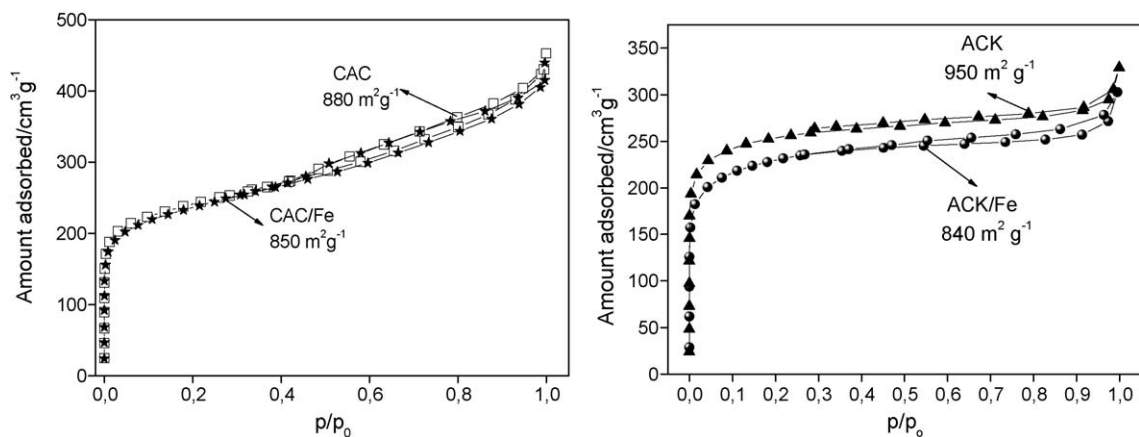 500
400
300
200
100
0
Amount adsorbed/cm³g⁻¹
CAC
880 m²g⁻¹
CAC/Fe
850 m²g⁻¹
0,0 0,2 0,4 0,6 0,8 1,0
p/p₀
350
300
250
200
150
100
50
0
Amount adsorbed/cm³g⁻¹
ACK
950 m² g⁻¹
ACK/Fe
840 m² g⁻¹
0,0 0,1 0,2 0,3 0,4 0,5 0,6 0,7 0,8 0,9 1,0
p/pₒ